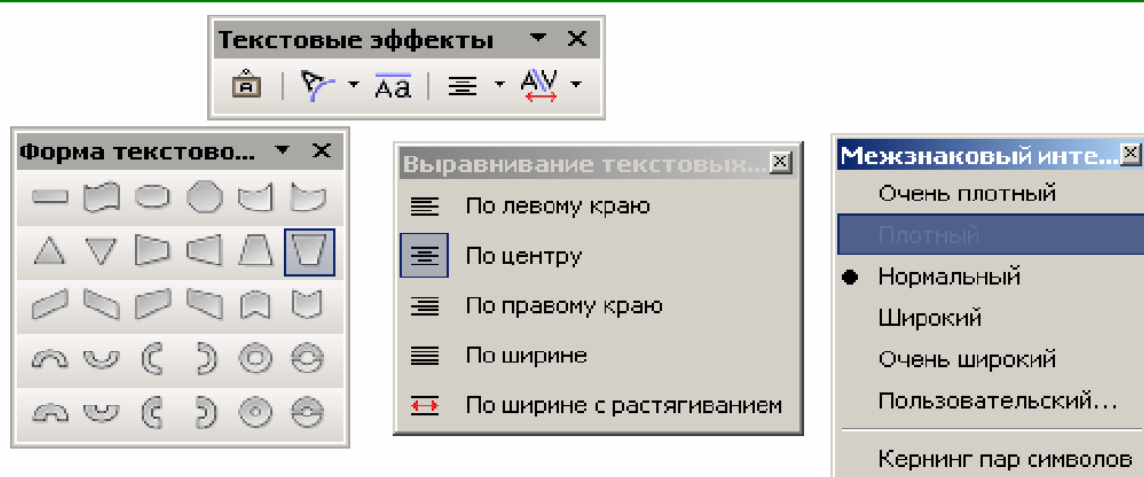 Текстовые эффекты
Форма текстово...
Выравнивание текстовых...
По левому краю
По центру
По правому краю
По ширине
По ширине с растягиванием
Межзнаковый инте...
Очень плотный
Плотный
Нормальный
Широкий
Очень широкий
Пользовательский...
Кернинг пар символов